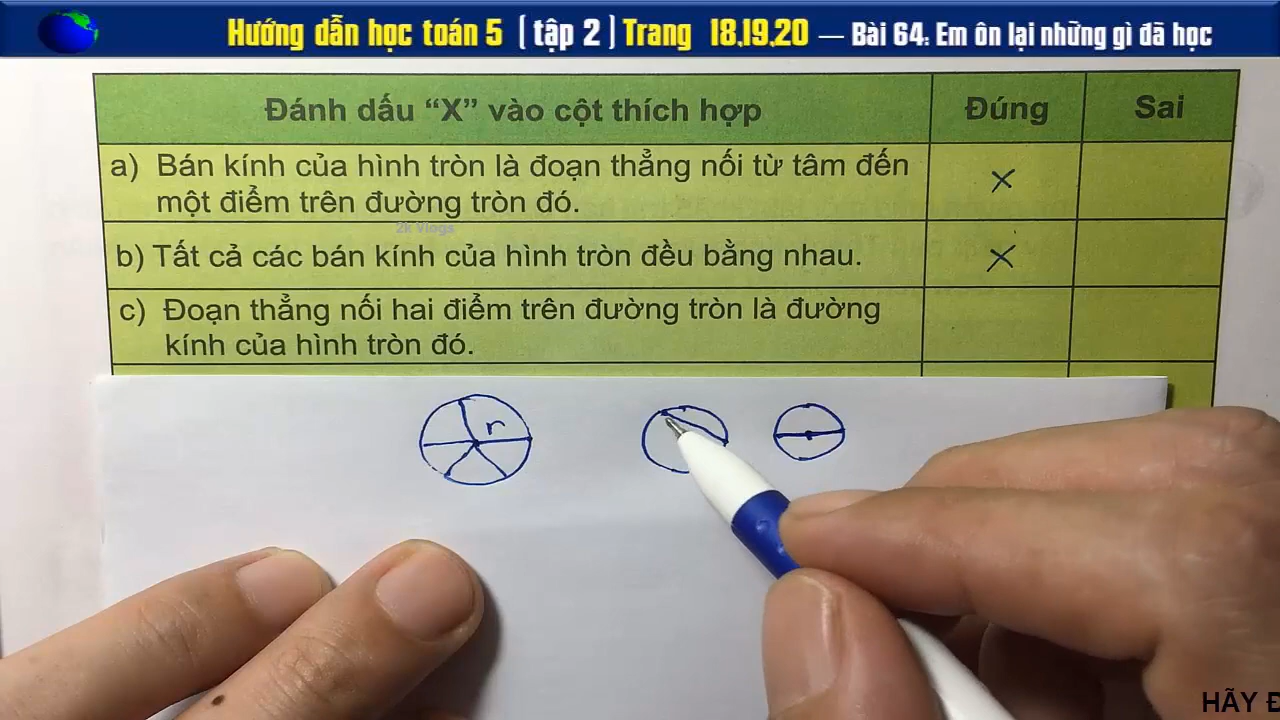 Hướng dẫn học toán 5 ( tập 2 ) Trang 18,19,20 — Bài 64: Em ôn lại những gì đã học
Đánh dấu “X” vào cột thích hợp Đúng Sai
a) Bán kính của hình tròn là đoạn thẳng nối từ tâm đến
một điểm trên đường tròn đó. X
2k Vlogs
b) Tất cả các bán kính của hình tròn đều bằng nhau. X
c) Đoạn thẳng nối hai điểm trên đường tròn là đường
kính của hình tròn đó.
r
HÃY